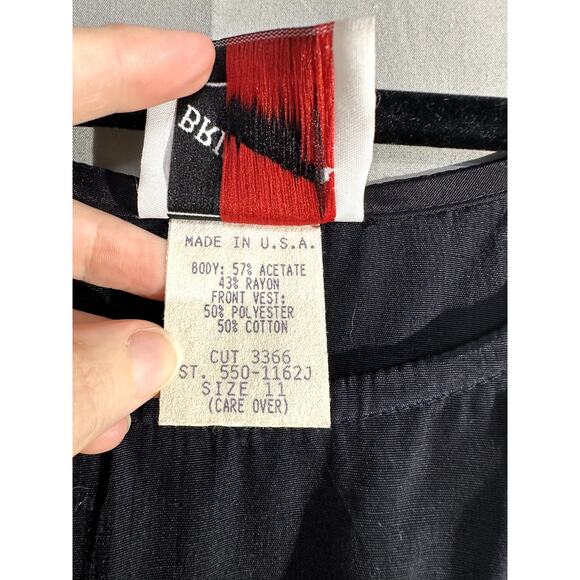 BRI
MADE IN U.S.A.
BODY: 57% ACETATE
43% RAYON
FRONT VEST:
50% POLYESTER
50% COTTON
CUT 3366
ST. 550-1162J
SIZE 11
(CARE OVER)